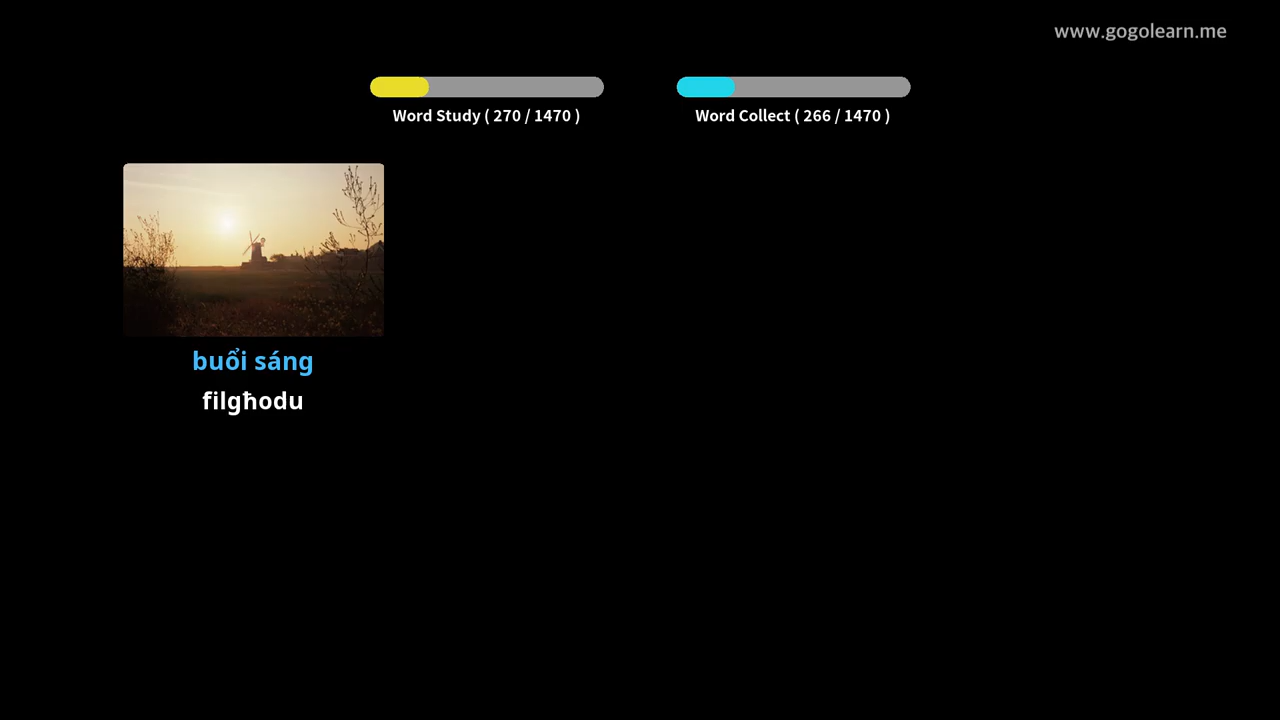 www.gogolearn.me
Word Study ( 270 / 1470 )
Word Collect ( 266 / 1470 )
buổi sáng
filgħodu